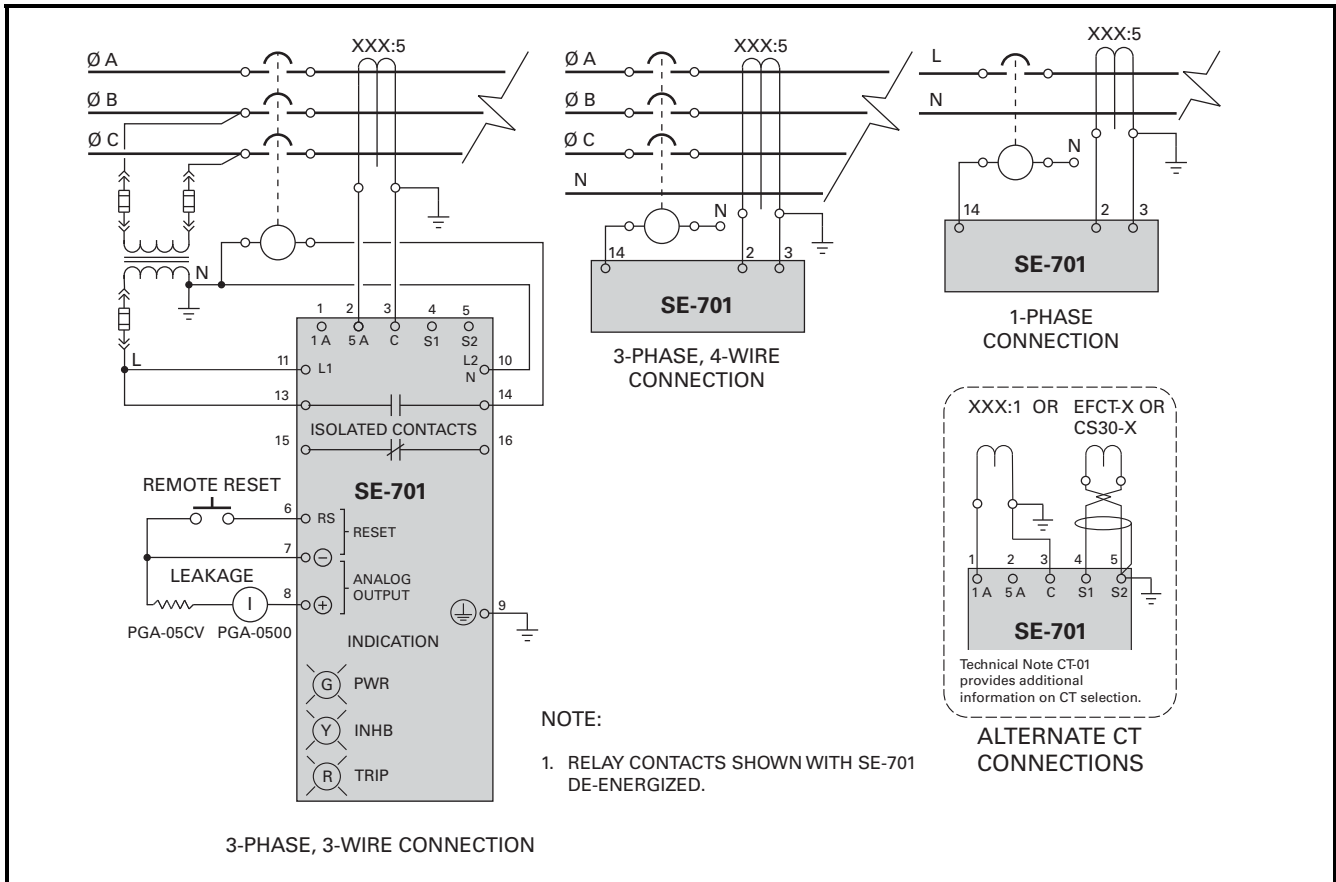 XXX:5
Ø A
Ø B
Ø C
N
L
1 2 3 4 5
1 A 5 A C S1 S2
11 L1
L2 10
N
13 14
ISOLATED CONTACTS
15 16
SE-701
REMOTE RESET
6 RS
RESET
7 −
LEAKAGE
ANALOG
OUTPUT
I 8 +
PGA-05CV PGA-0500
9
INDICATION
G PWR
Y INHB
R TRIP
3-PHASE, 3-WIRE CONNECTION
XXX:5
Ø A
Ø B
Ø C
N
N
14 2 3
SE-701
3-PHASE, 4-WIRE
CONNECTION
XXX:5
L
N
N
14 2 3
SE-701
1-PHASE
CONNECTION
XXX:1 OR EFCT-X OR
CS30-X
1 2 3 4 5
1 A 5 A C S1 S2
SE-701
Technical Note CT-01
provides additional
information on CT selection.
ALTERNATE CT
CONNECTIONS
NOTE:
1. RELAY CONTACTS SHOWN WITH SE-701
DE-ENERGIZED.